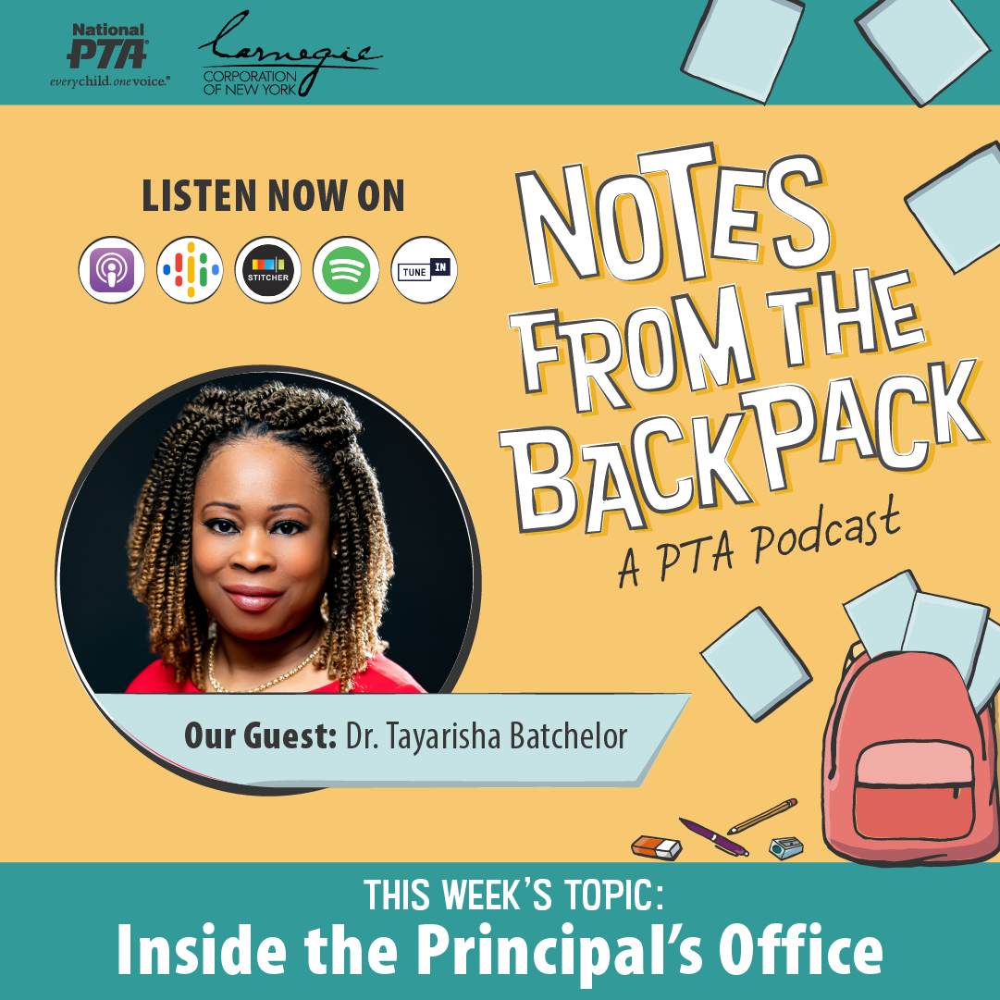 National
PTA®
everychild.onevoice.®
Carnegie
CORPORATION
OF NEW YORK
LISTEN NOW ON
STITCHER
TUNE IN
NOTES
FROM THE
BACKPACK
A PTA Podcast
Our Guest: Dr. Tayarisha Batchelor
THIS WEEK'S TOPIC:
Inside the Principal's Office